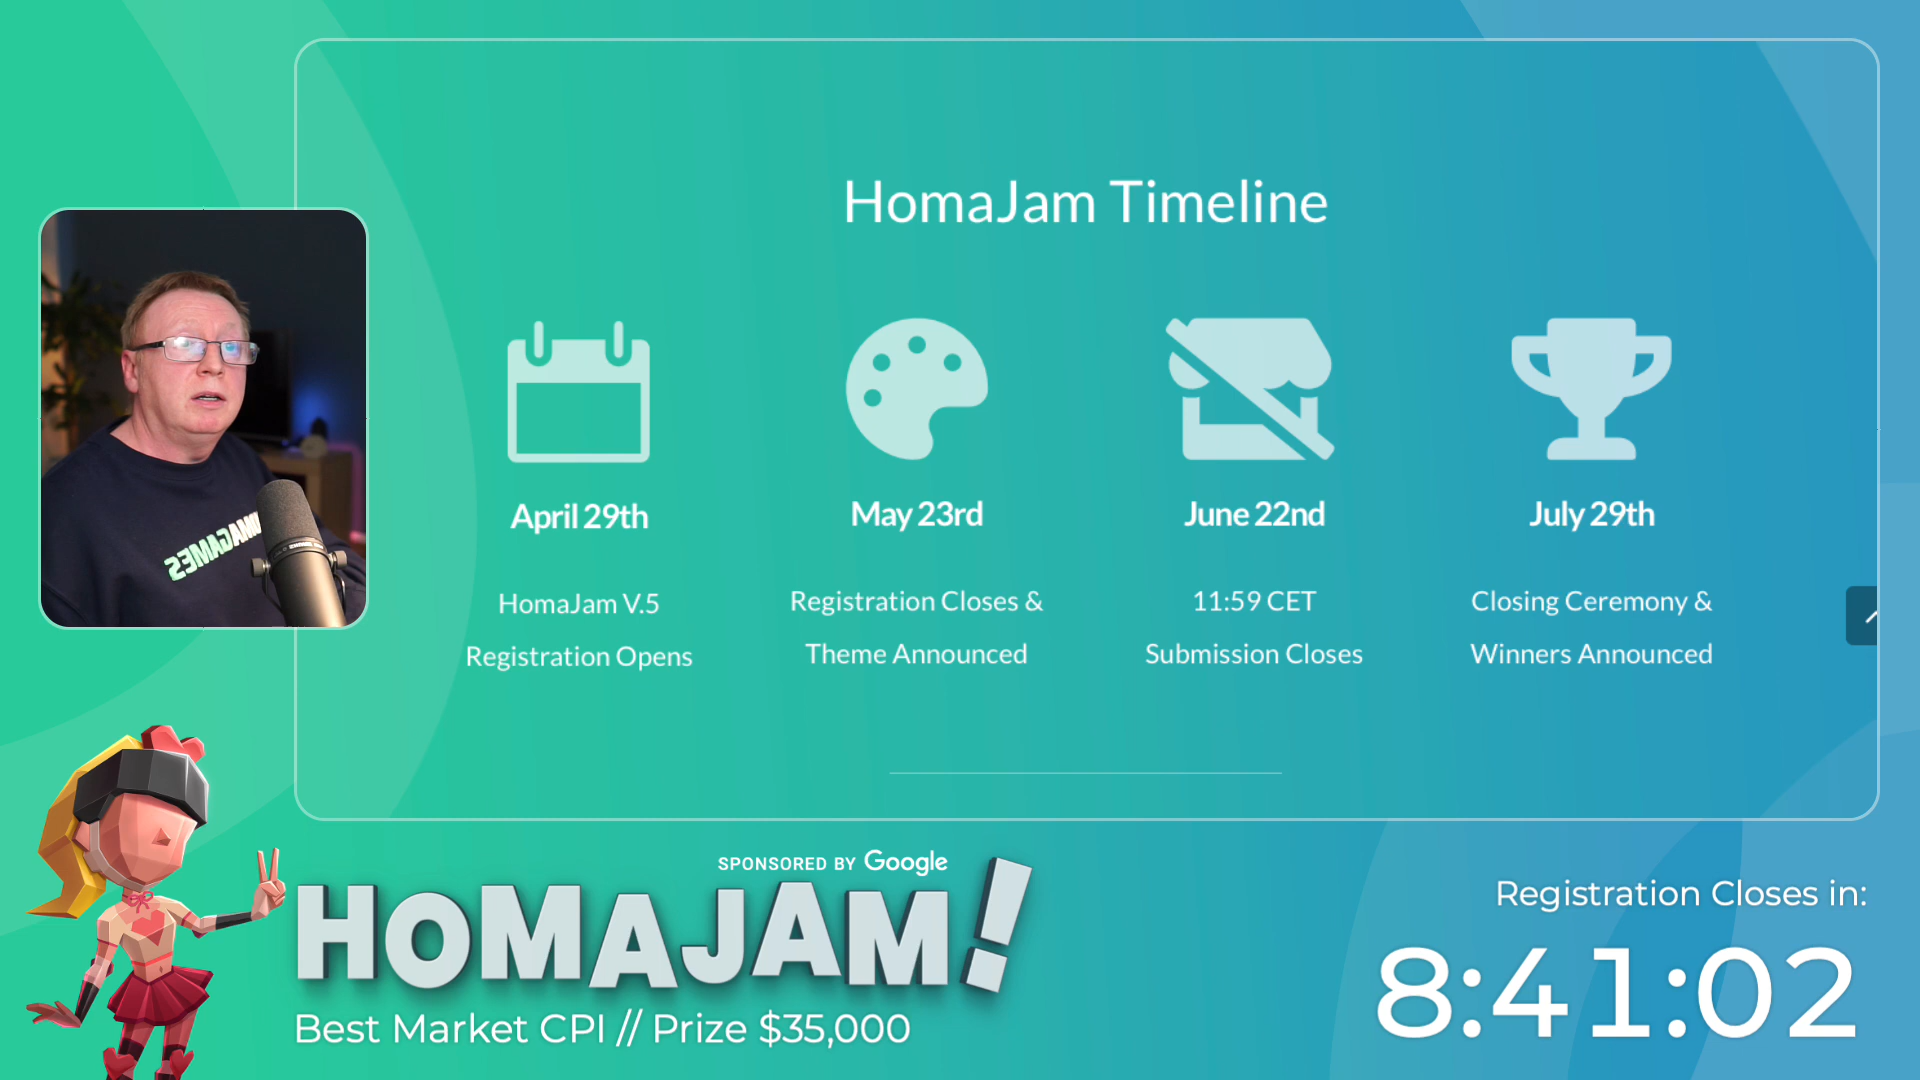 HomaJam Timeline
April 29th
HomaJam V.5
Registration Opens
May 23rd
Registration Closes &
Theme Announced
June 22nd
11:59 CET
Submission Closes
July 29th
Closing Ceremony &
Winners Announced
HOMAGAMES
SPONSORED BY Google
HOMAJAM!
Best Market CPI // Prize $35,000
Registration Closes in:
8:41:02